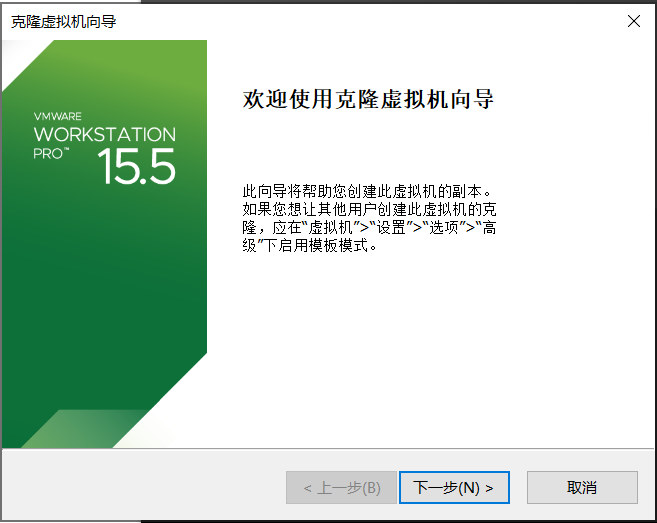 克隆虚拟机向导
VMWARE
WORKSTATION
PRO™ 15.5
欢迎使用克隆虚拟机向导
此向导将帮助您创建此虚拟机的副本。
如果您想让其他用户创建此虚拟机的克
隆，应在“虚拟机”>“设置”>“选项”>“高
级”下启用模板模式。
< 上一步(B)
下一步(N) >
取消